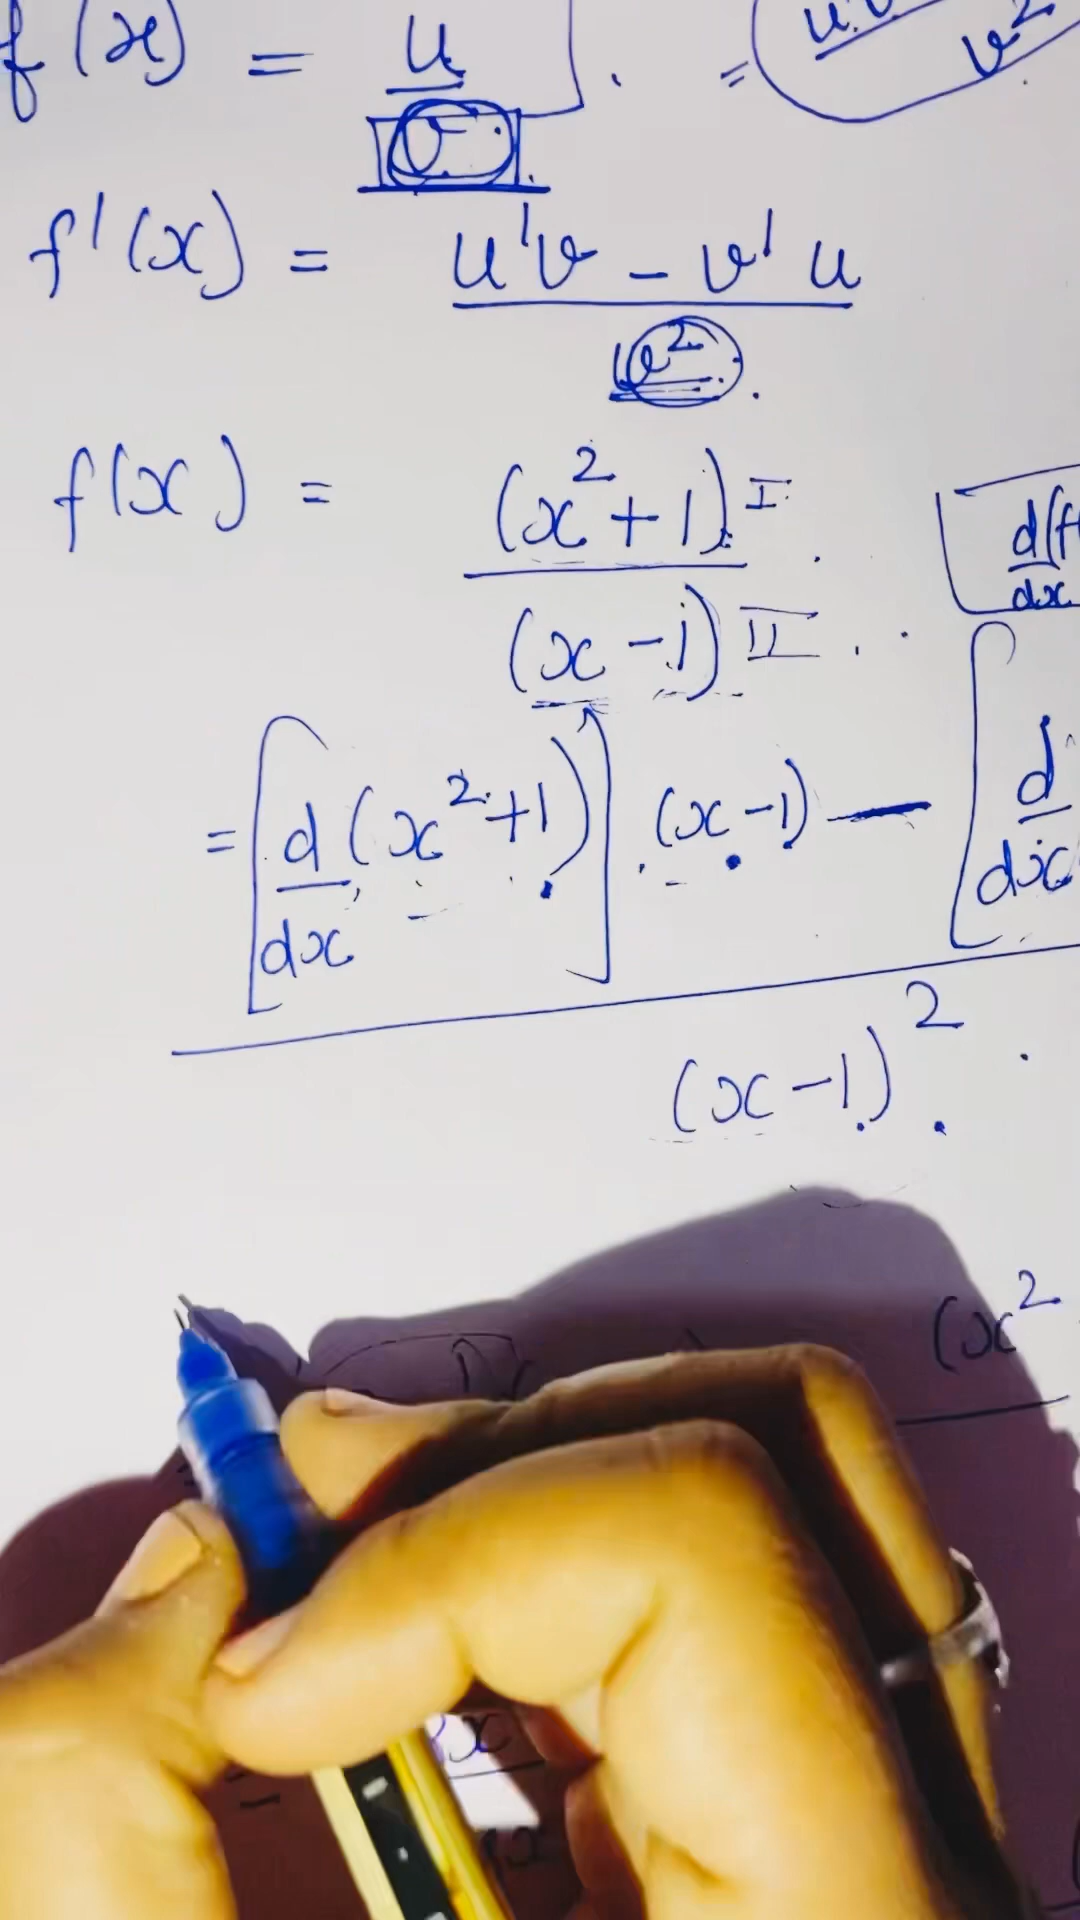 f(x) = u/v . = u.v / v²
f'(x) = u'v - v'u / v² .
f(x) = (x²+1) I / (x-1) II .
d(f / dx
= [d/dx (x²+1)] . (x-1) - [d/dx
(x-1)² .
(x²